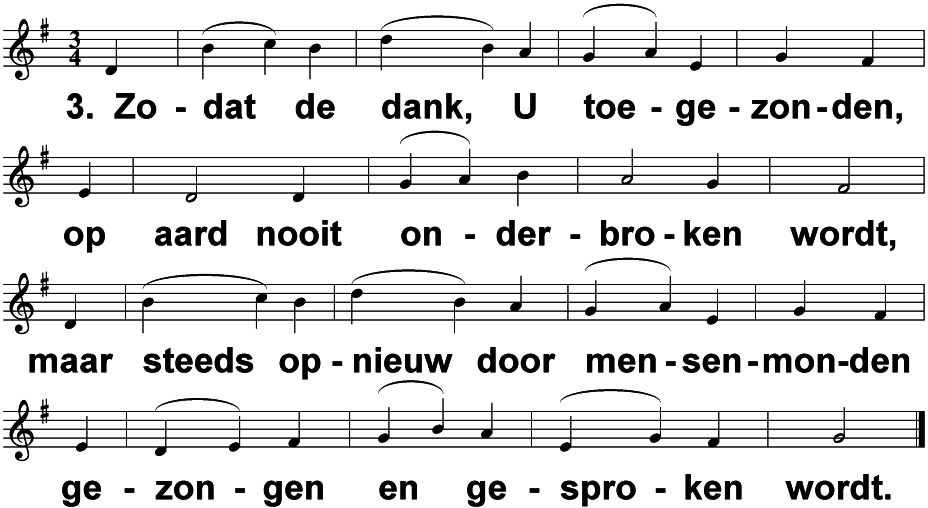 3. Zo - dat de dank, U toe - ge - zon - den,
op aard nooit on - der - bro - ken wordt,
maar steeds op - nieuw door men - sen - mon - den
ge - zon - gen en ge - spro - ken wordt.